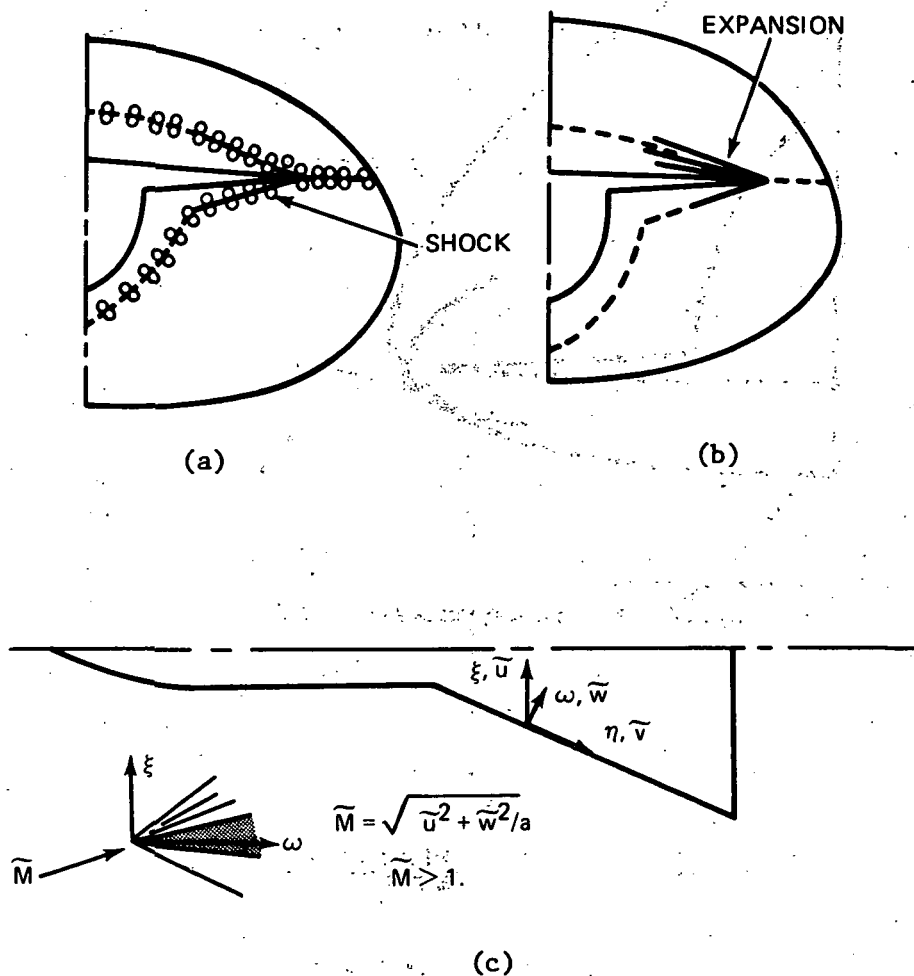 EXPANSION
SHOCK
(a)
(b)
ξ, ũ
ω, w̃
η, ṽ
ξ
ω
M̃
M̃ = √ũ² + w̃²/a
M̃ > 1.
(c)